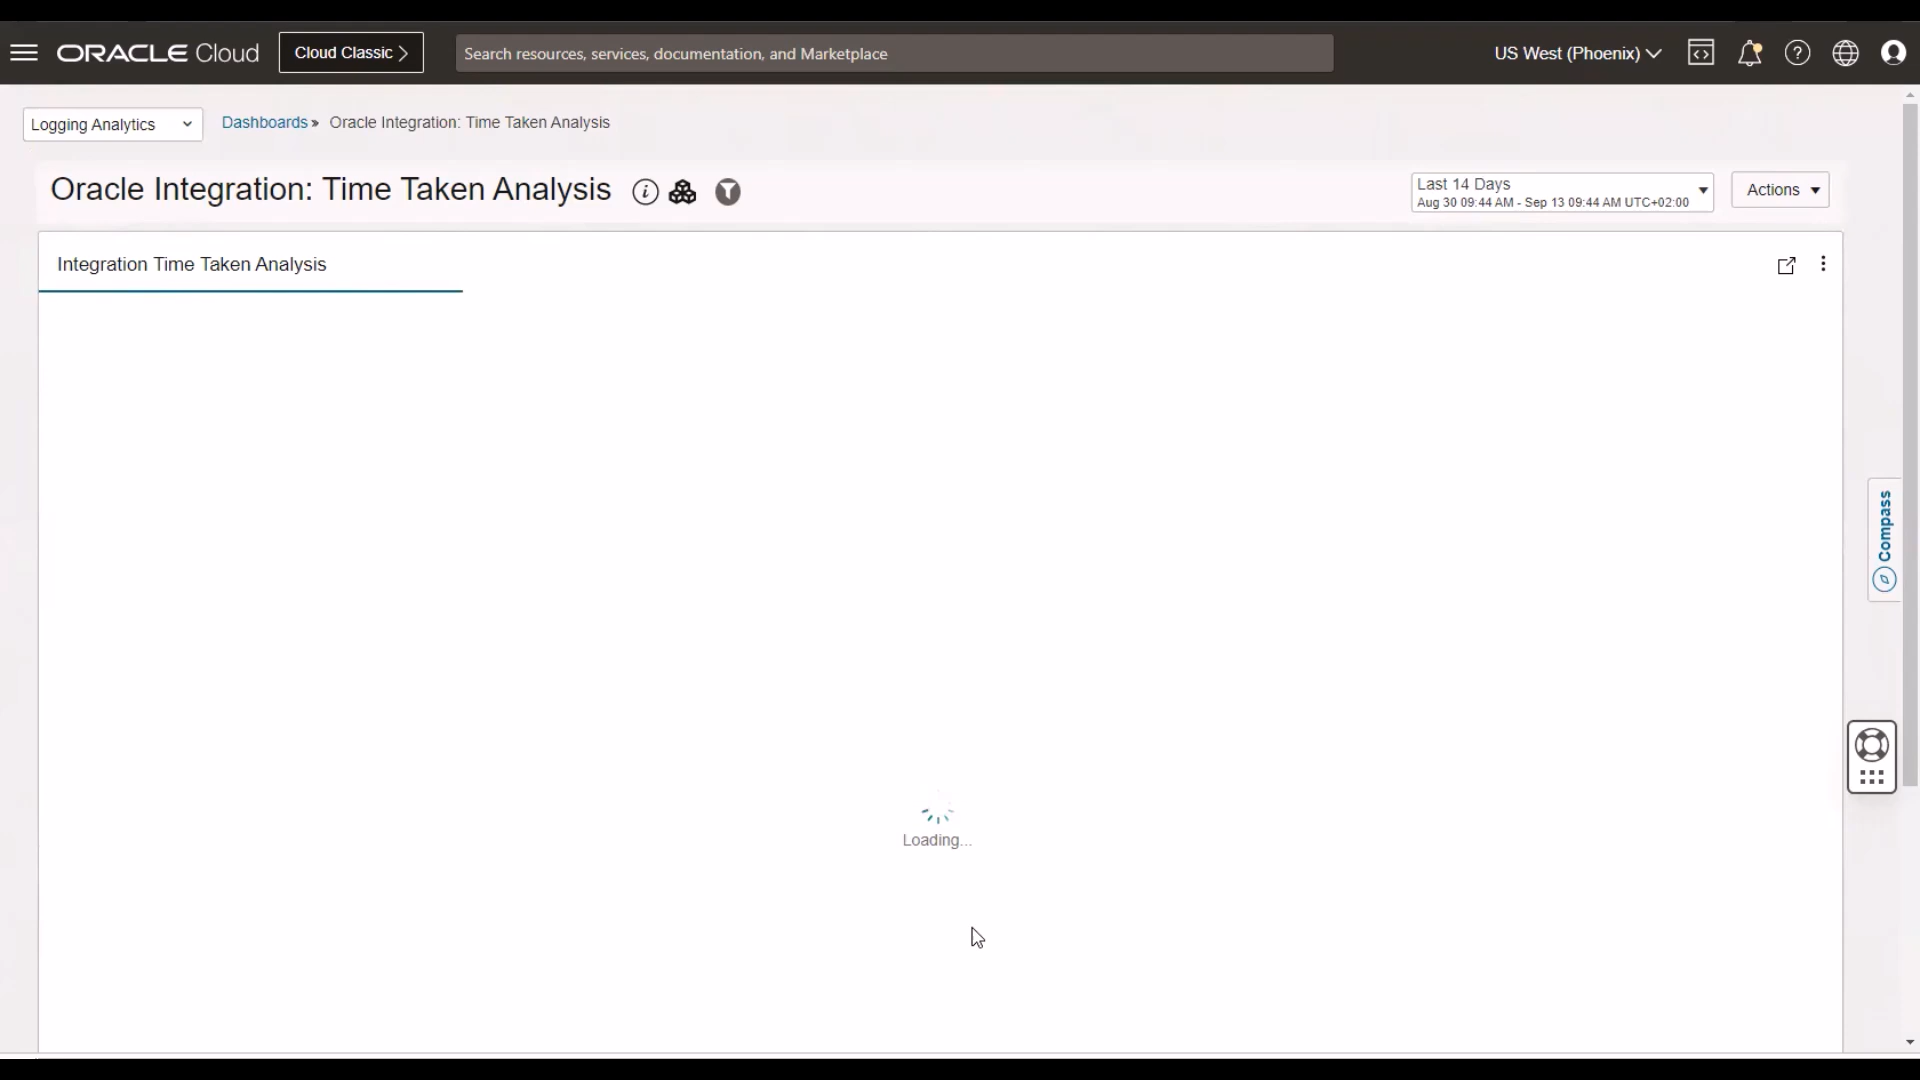 ORACLE Cloud
Cloud Classic
Search resources, services, documentation, and Marketplace
US West (Phoenix)
Logging Analytics
Dashboards» Oracle Integration: Time Taken Analysis
Oracle Integration: Time Taken Analysis
Last 14 Days
Aug 30 09:44 AM - Sep 13 09:44 AM UTC+02:00
Actions
Integration Time Taken Analysis
Compass
Loading...